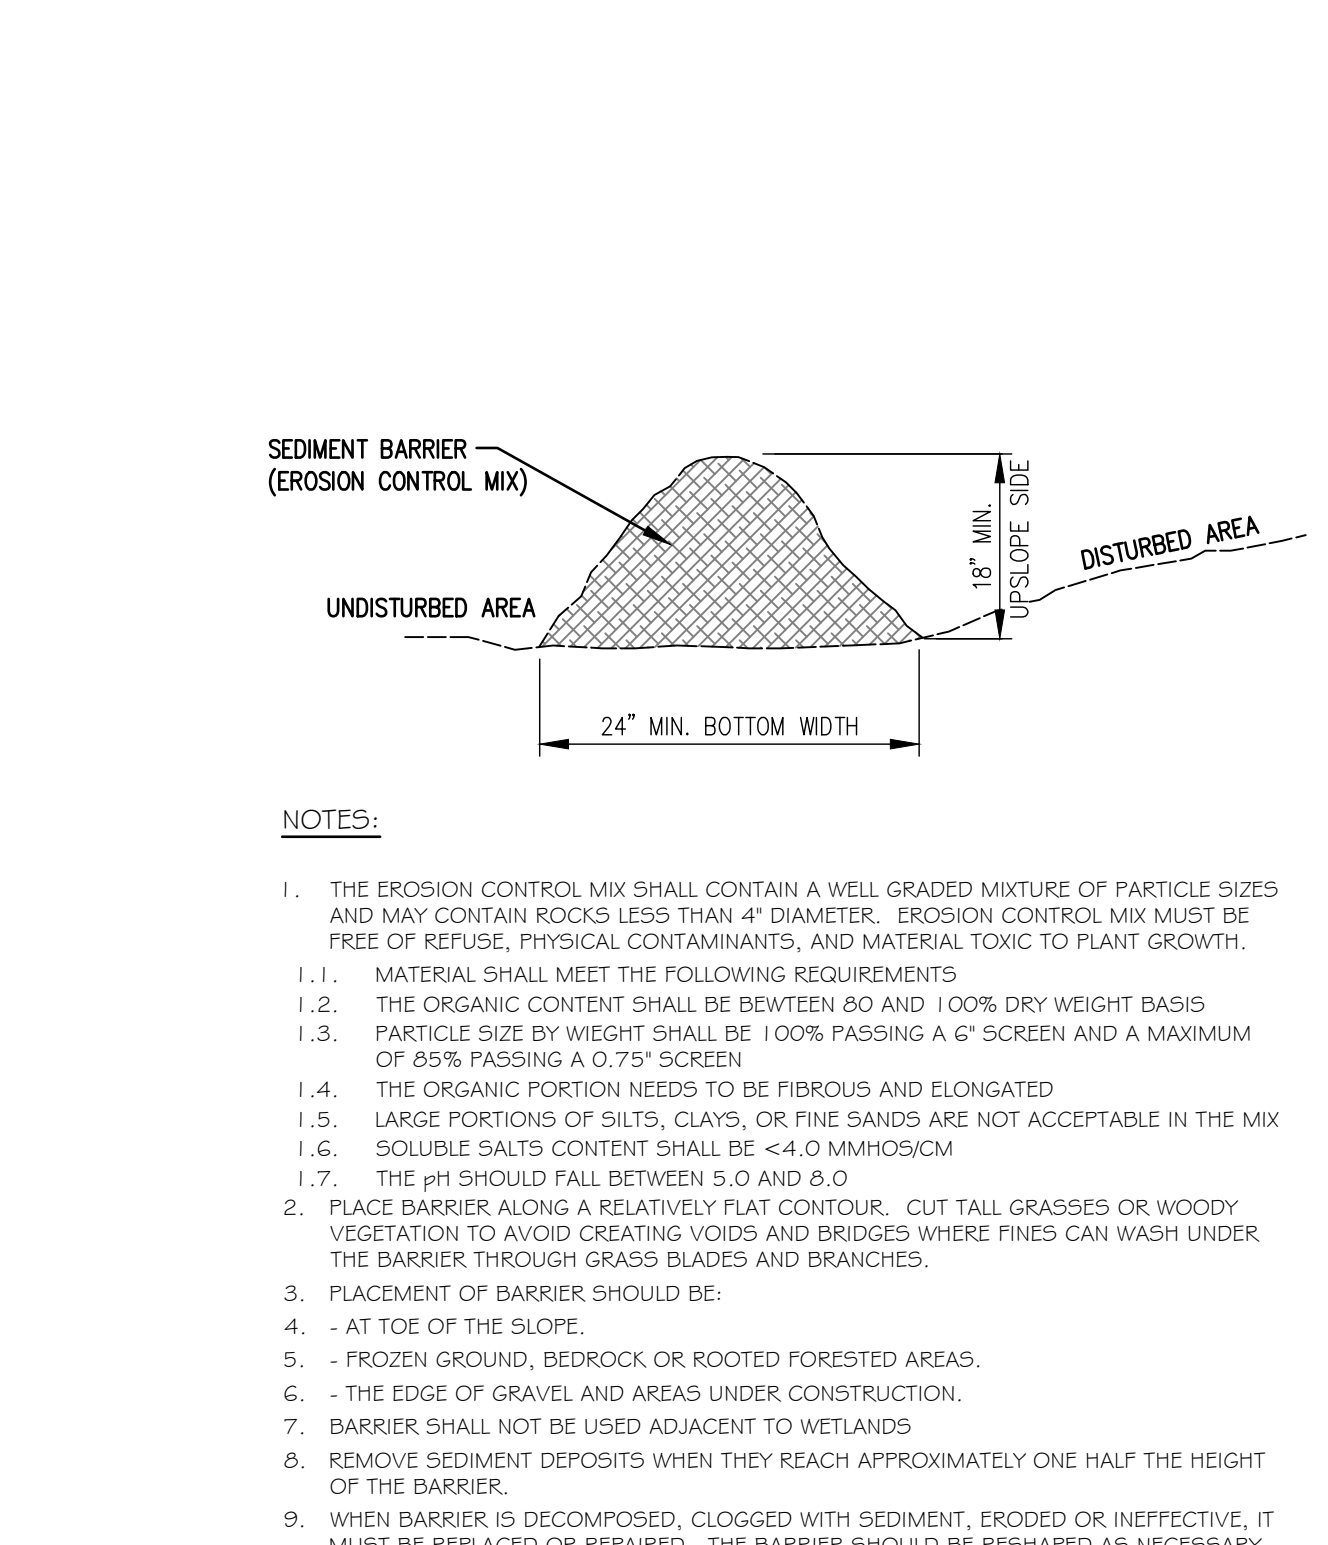 SEDIMENT BARRIER
(EROSION CONTROL MIX)
UNDISTURBED AREA
18" MIN.
UPSLOPE SIDE
DISTURBED AREA
24" MIN. BOTTOM WIDTH
NOTES:
1. THE EROSION CONTROL MIX SHALL CONTAIN A WELL GRADED MIXTURE OF PARTICLE SIZES
AND MAY CONTAIN ROCKS LESS THAN 4" DIAMETER. EROSION CONTROL MIX MUST BE
FREE OF REFUSE, PHYSICAL CONTAMINANTS, AND MATERIAL TOXIC TO PLANT GROWTH.
1.1. MATERIAL SHALL MEET THE FOLLOWING REQUIREMENTS
1.2. THE ORGANIC CONTENT SHALL BE BEWTEEN 80 AND 100% DRY WEIGHT BASIS
1.3. PARTICLE SIZE BY WIEGHT SHALL BE 100% PASSING A 6" SCREEN AND A MAXIMUM
OF 85% PASSING A 0.75" SCREEN
1.4. THE ORGANIC PORTION NEEDS TO BE FIBROUS AND ELONGATED
1.5. LARGE PORTIONS OF SILTS, CLAYS, OR FINE SANDS ARE NOT ACCEPTABLE IN THE MIX
1.6. SOLUBLE SALTS CONTENT SHALL BE <4.0 MMHOS/CM
1.7. THE pH SHOULD FALL BETWEEN 5.0 AND 8.0
2. PLACE BARRIER ALONG A RELATIVELY FLAT CONTOUR. CUT TALL GRASSES OR WOODY
VEGETATION TO AVOID CREATING VOIDS AND BRIDGES WHERE FINES CAN WASH UNDER
THE BARRIER THROUGH GRASS BLADES AND BRANCHES.
3. PLACEMENT OF BARRIER SHOULD BE:
4. - AT TOE OF THE SLOPE.
5. - FROZEN GROUND, BEDROCK OR ROOTED FORESTED AREAS.
6. - THE EDGE OF GRAVEL AND AREAS UNDER CONSTRUCTION.
7. BARRIER SHALL NOT BE USED ADJACENT TO WETLANDS
8. REMOVE SEDIMENT DEPOSITS WHEN THEY REACH APPROXIMATELY ONE HALF THE HEIGHT
OF THE BARRIER.
9. WHEN BARRIER IS DECOMPOSED, CLOGGED WITH SEDIMENT, ERODED OR INEFFECTIVE, IT
MUST BE REPLACED OR REPAIRED. THE BARRIER SHOULD BE RESHAPED AS NECESSARY